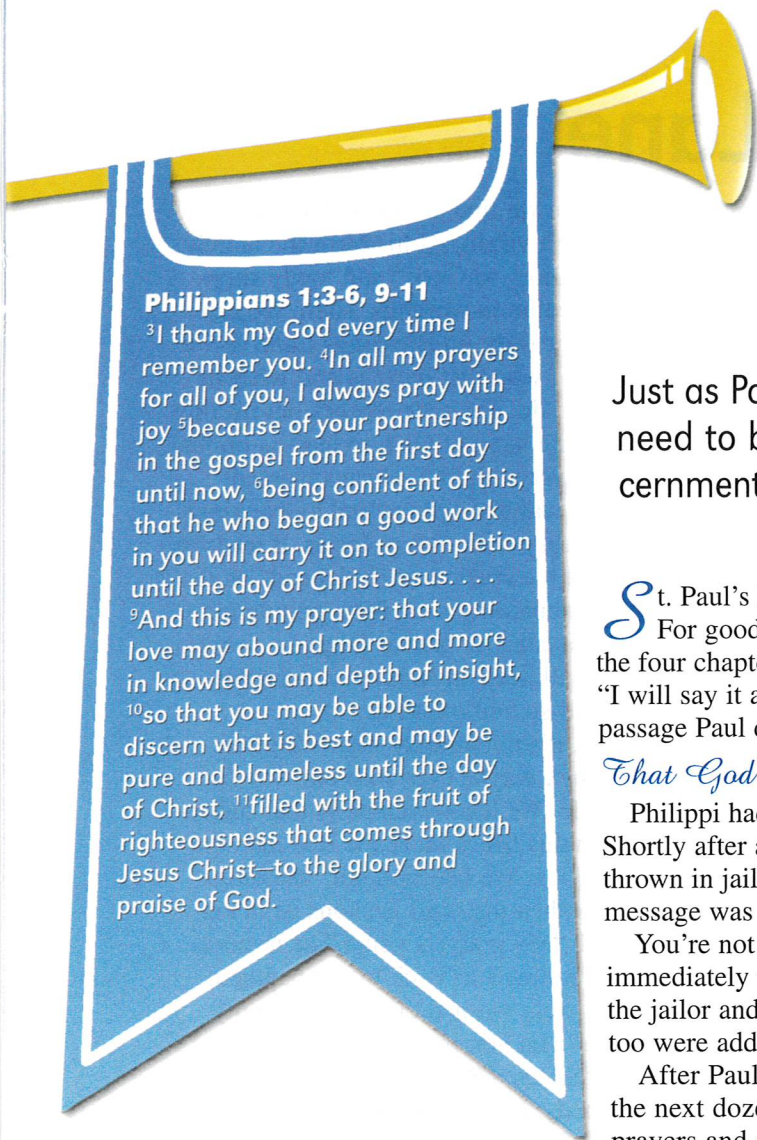 Philippians 1:3-6, 9-11
³I thank my God every time I
remember you. ⁴In all my prayers
for all of you, I always pray with
joy ⁵because of your partnership
in the gospel from the first day
until now, ⁶being confident of this,
that he who began a good work
in you will carry it on to completion
until the day of Christ Jesus. . . .
⁹And this is my prayer: that your
love may abound more and more
in knowledge and depth of insight,
¹⁰so that you may be able to
discern what is best and may be
pure and blameless until the day
of Christ, ¹¹filled with the fruit of
righteousness that comes through
Jesus Christ—to the glory and
praise of God.
Just as
need to
cernment
St. Paul's
For good
the four
“I will say it
passage Paul
That God
Philippi
Shortly after
thrown in jail
message was
You're not
immediately
the jailor and
too were
After Paul
the next
prayers and